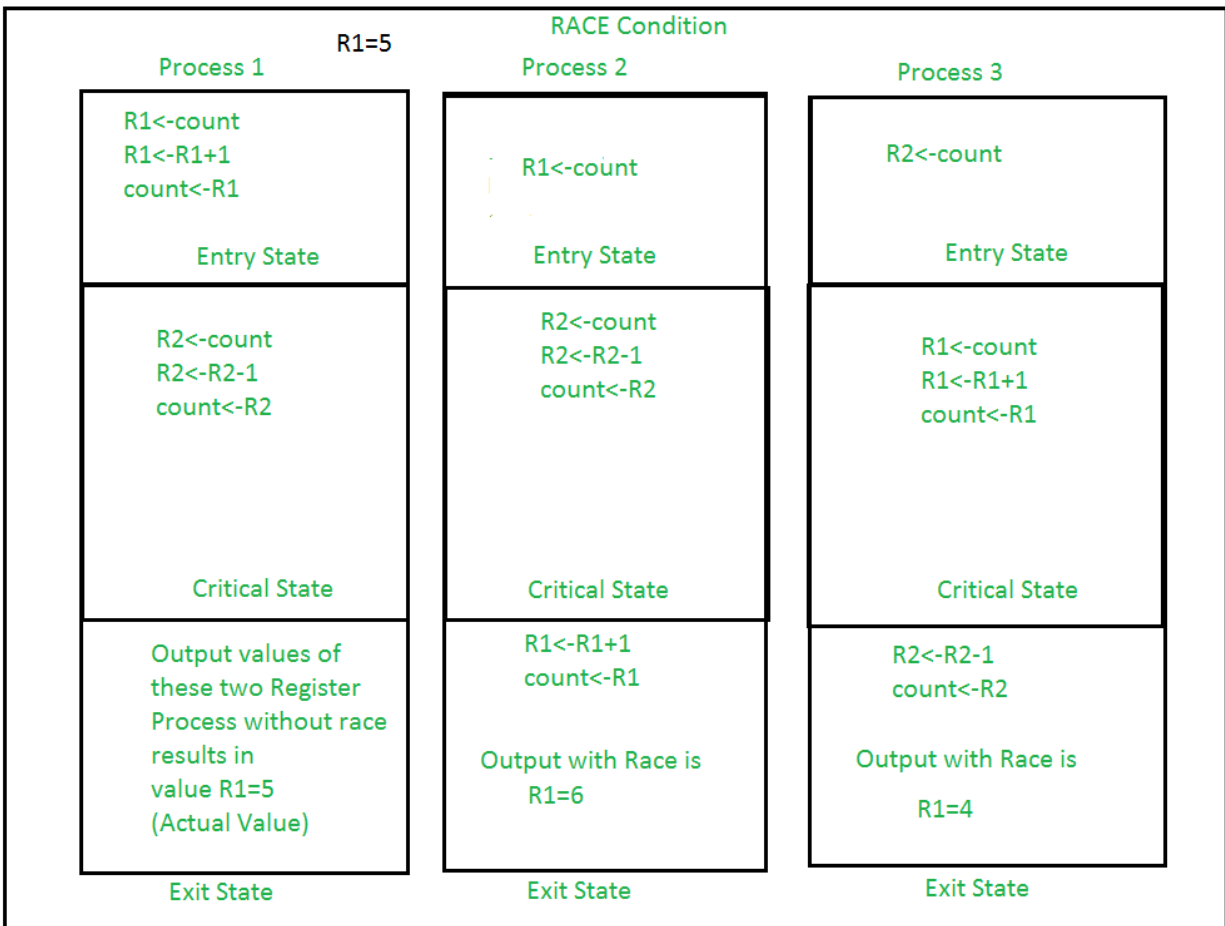 RACE Condition
R1=5
Process 1
R1<-count
R1<-R1+1
count<-R1
Entry State
R2<-count
R2<-R2-1
count<-R2
Critical State
Output values of
these two Register
Process without race
results in
value R1=5
(Actual Value)
Exit State
Process 2
R1<-count
Entry State
R2<-count
R2<-R2-1
count<-R2
Critical State
R1<-R1+1
count<-R1
Output with Race is
R1=6
Exit State
Process 3
R2<-count
Entry State
R1<-count
R1<-R1+1
count<-R1
Critical State
R2<-R2-1
count<-R2
Output with Race is
R1=4
Exit State